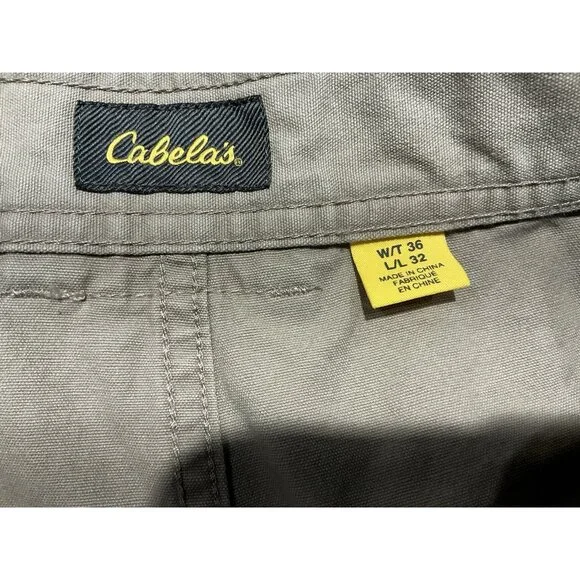 Cabela's®
W/T 36
L/L 32
MADE IN CHINA
FABRIQUE
EN CHINE